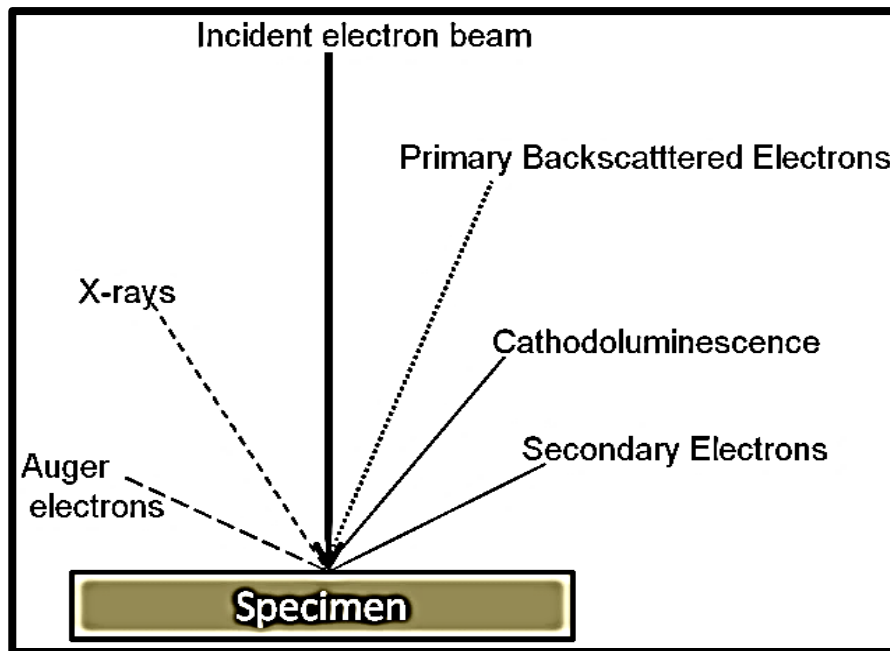 Incident electron beam
Primary Backscatttered Electrons
X-rays
Cathodoluminescence
Secondary Electrons
Auger
electrons
Specimen